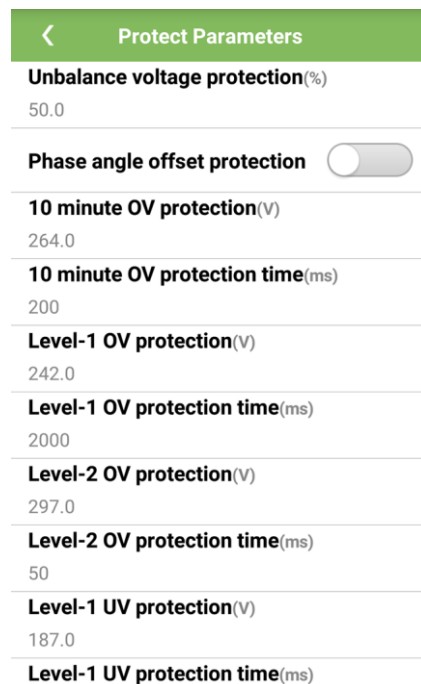 Protect Parameters
Unbalance voltage protection(%)
50.0
Phase angle offset protection
10 minute OV protection(V)
264.0
10 minute OV protection time(ms)
200
Level-1 OV protection(V)
242.0
Level-1 OV protection time(ms)
2000
Level-2 OV protection(V)
297.0
Level-2 OV protection time(ms)
50
Level-1 UV protection(V)
187.0
Level-1 UV protection time(ms)